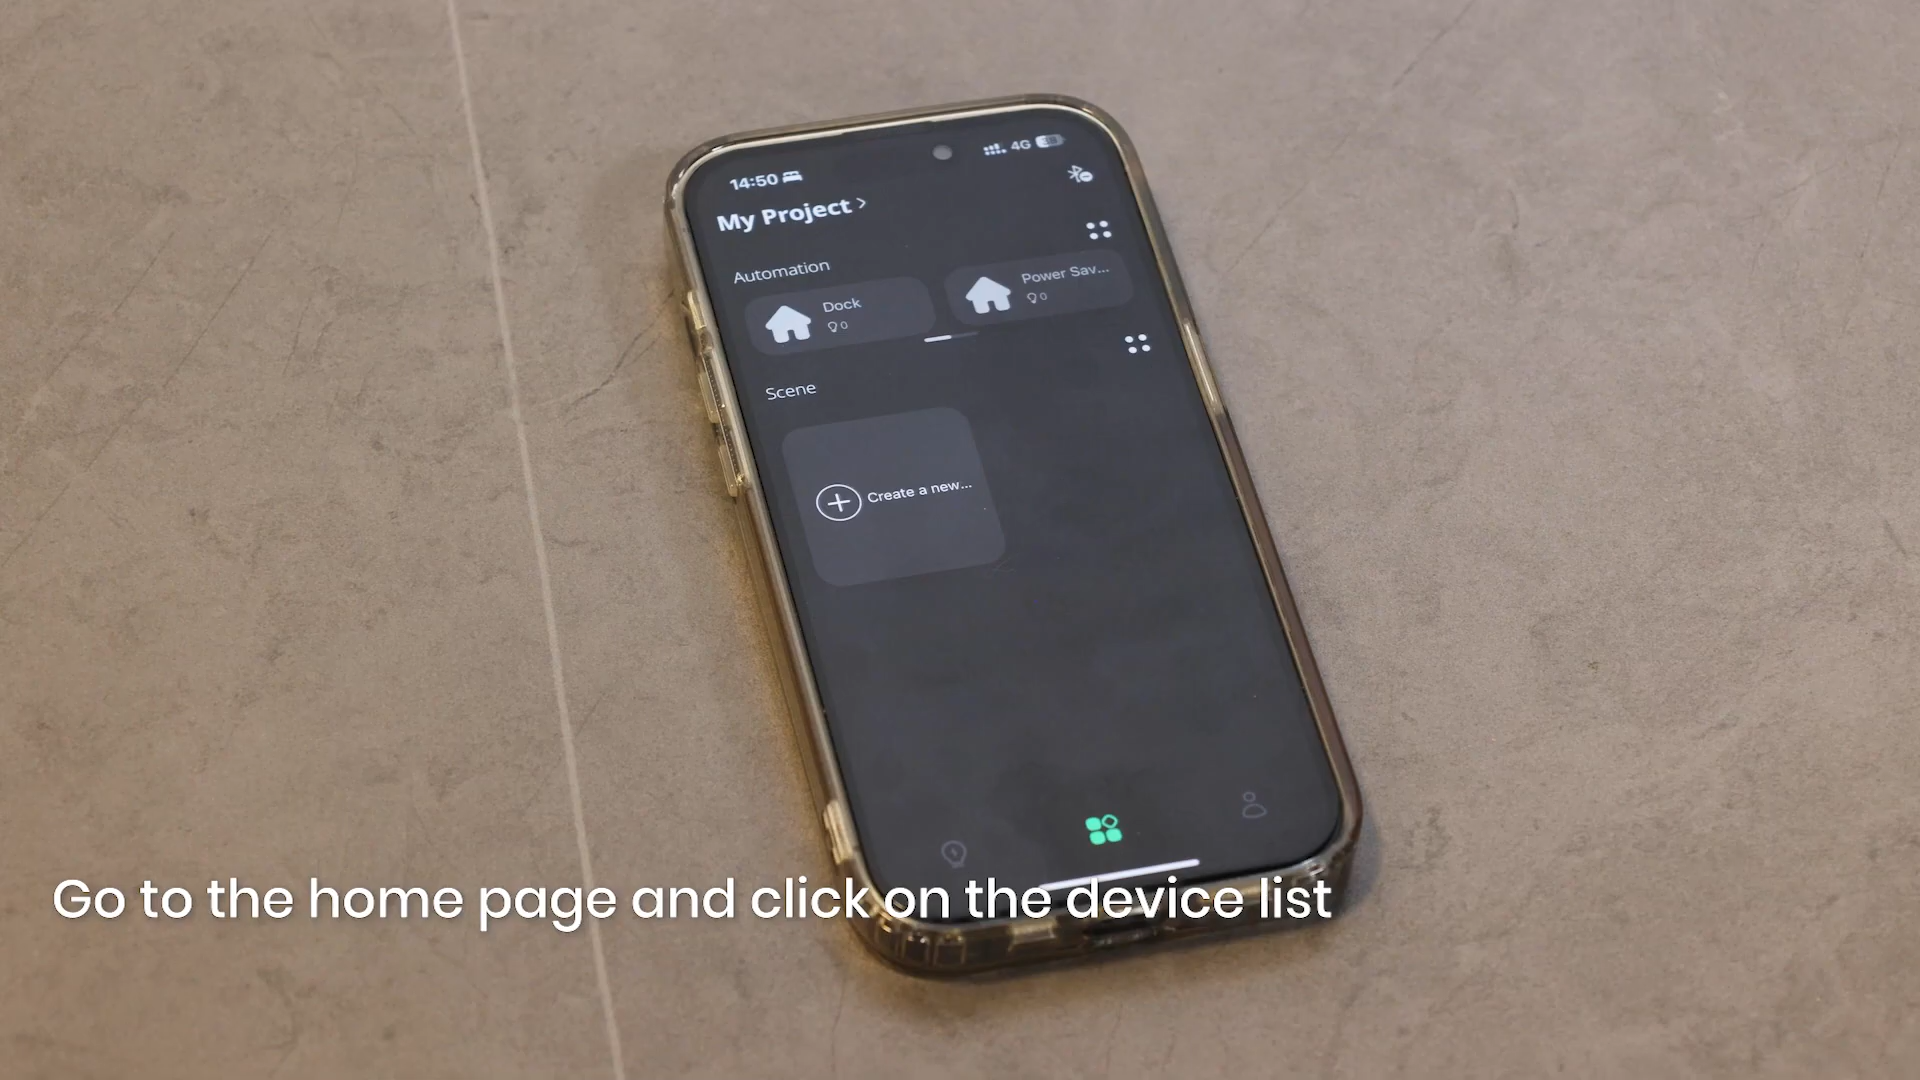 14:50
4G
My Project >
Automation
Dock
0
Power Sav...
0
Scene
Create a new...
Go to the home page and click on the device list